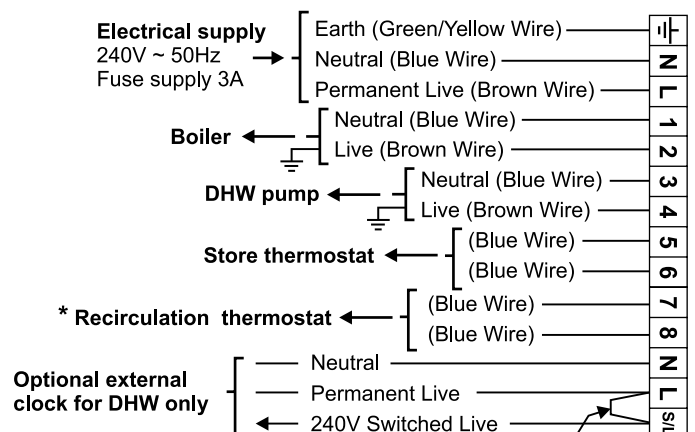 Electrical supply
240V ~ 50Hz
Fuse supply 3A
Earth (Green/Yellow Wire)
Neutral (Blue Wire) N
Permanent Live (Brown Wire) L
Boiler
Neutral (Blue Wire) 1
Live (Brown Wire) 2
DHW pump
Neutral (Blue Wire) 3
Live (Brown Wire) 4
Store thermostat
(Blue Wire) 5
(Blue Wire) 6
* Recirculation thermostat
(Blue Wire) 7
(Blue Wire) 8
Optional external
clock for DHW only
Neutral N
Permanent Live L
240V Switched Live S/L